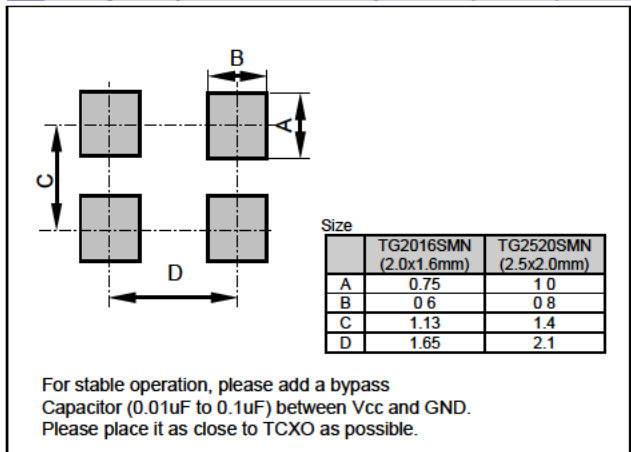 B
A
C
D
Size
TG2016SMN TG2520SMN
(2.0x1.6mm) (2.5x2.0mm)
A 0.75 1 0
B 0 6 0 8
C 1.13 1.4
D 1.65 2.1
For stable operation, please add a bypass
Capacitor (0.01uF to 0.1uF) between Vcc and GND.
Please place it as close to TCXO as possible.